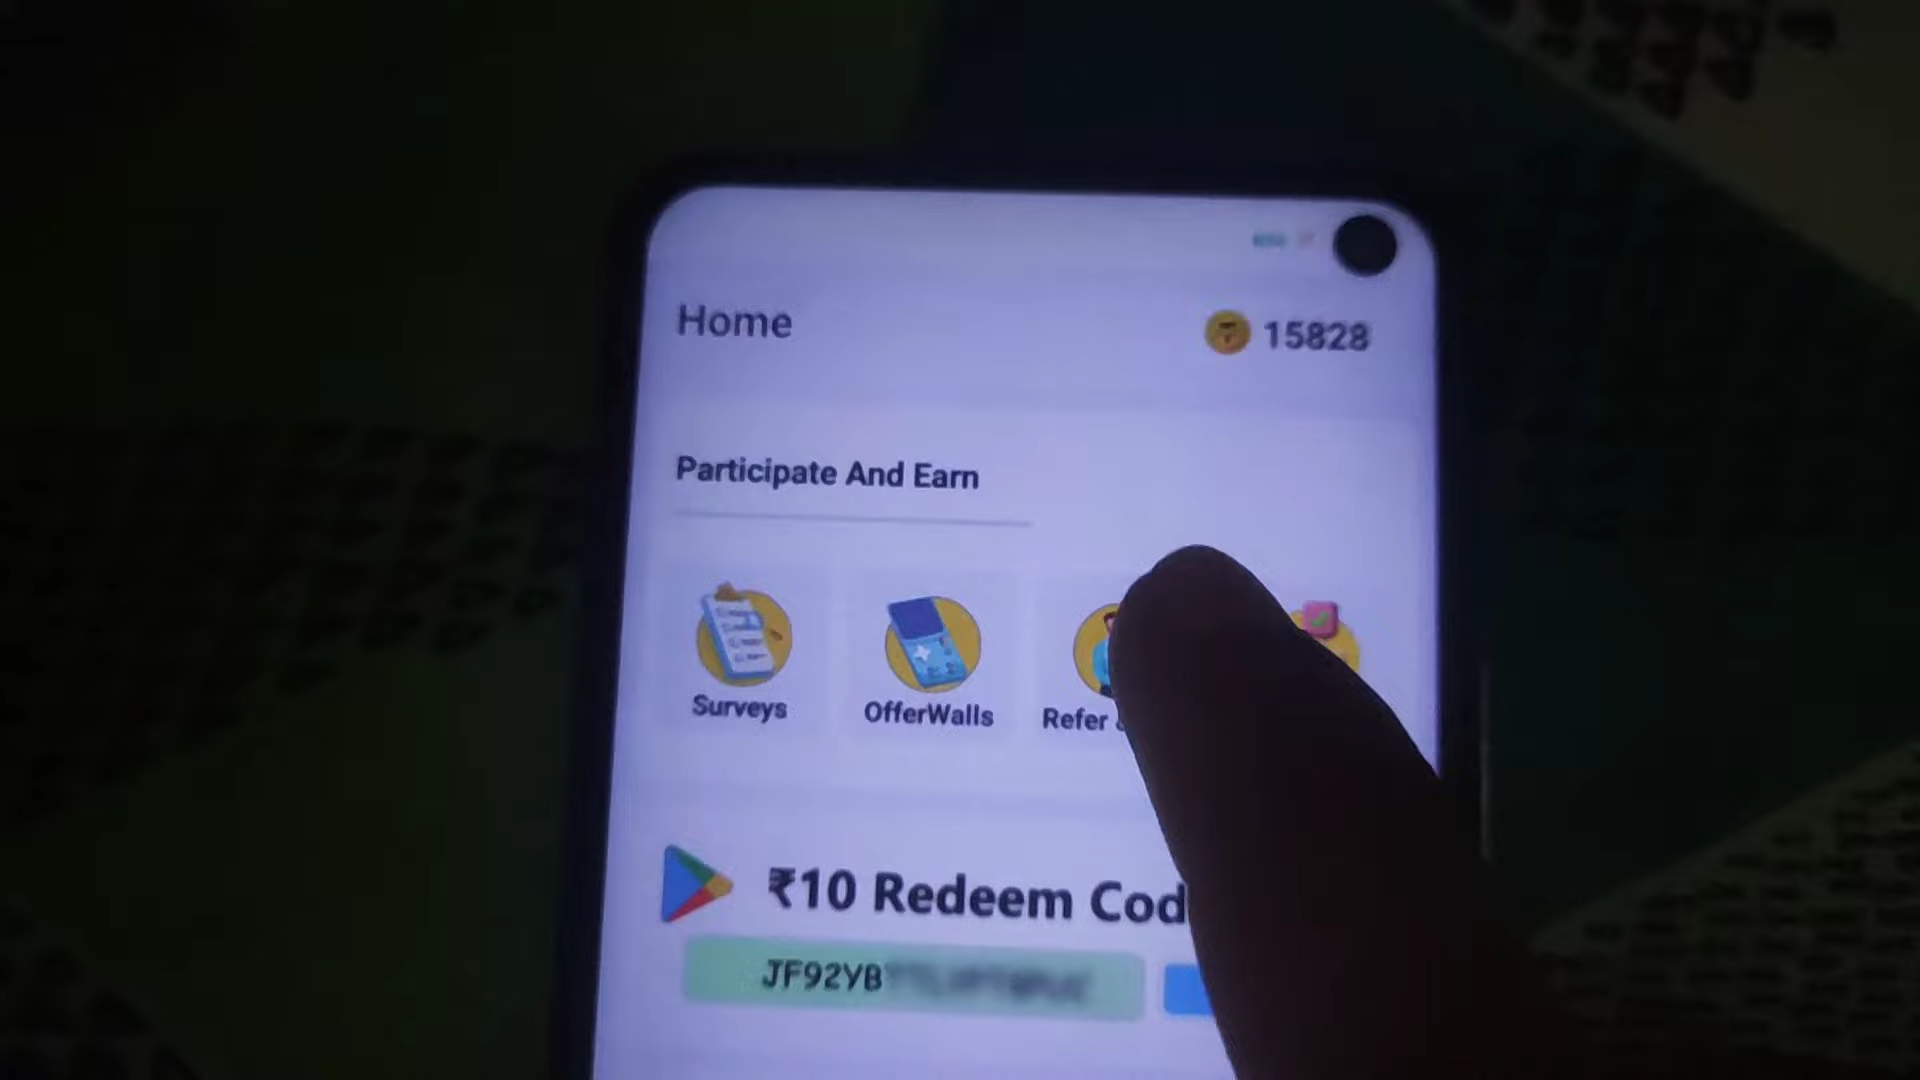 Home
15828
Participate And Earn
Surveys
OfferWalls
Refer
₹10 Redeem Cod
JF92YB